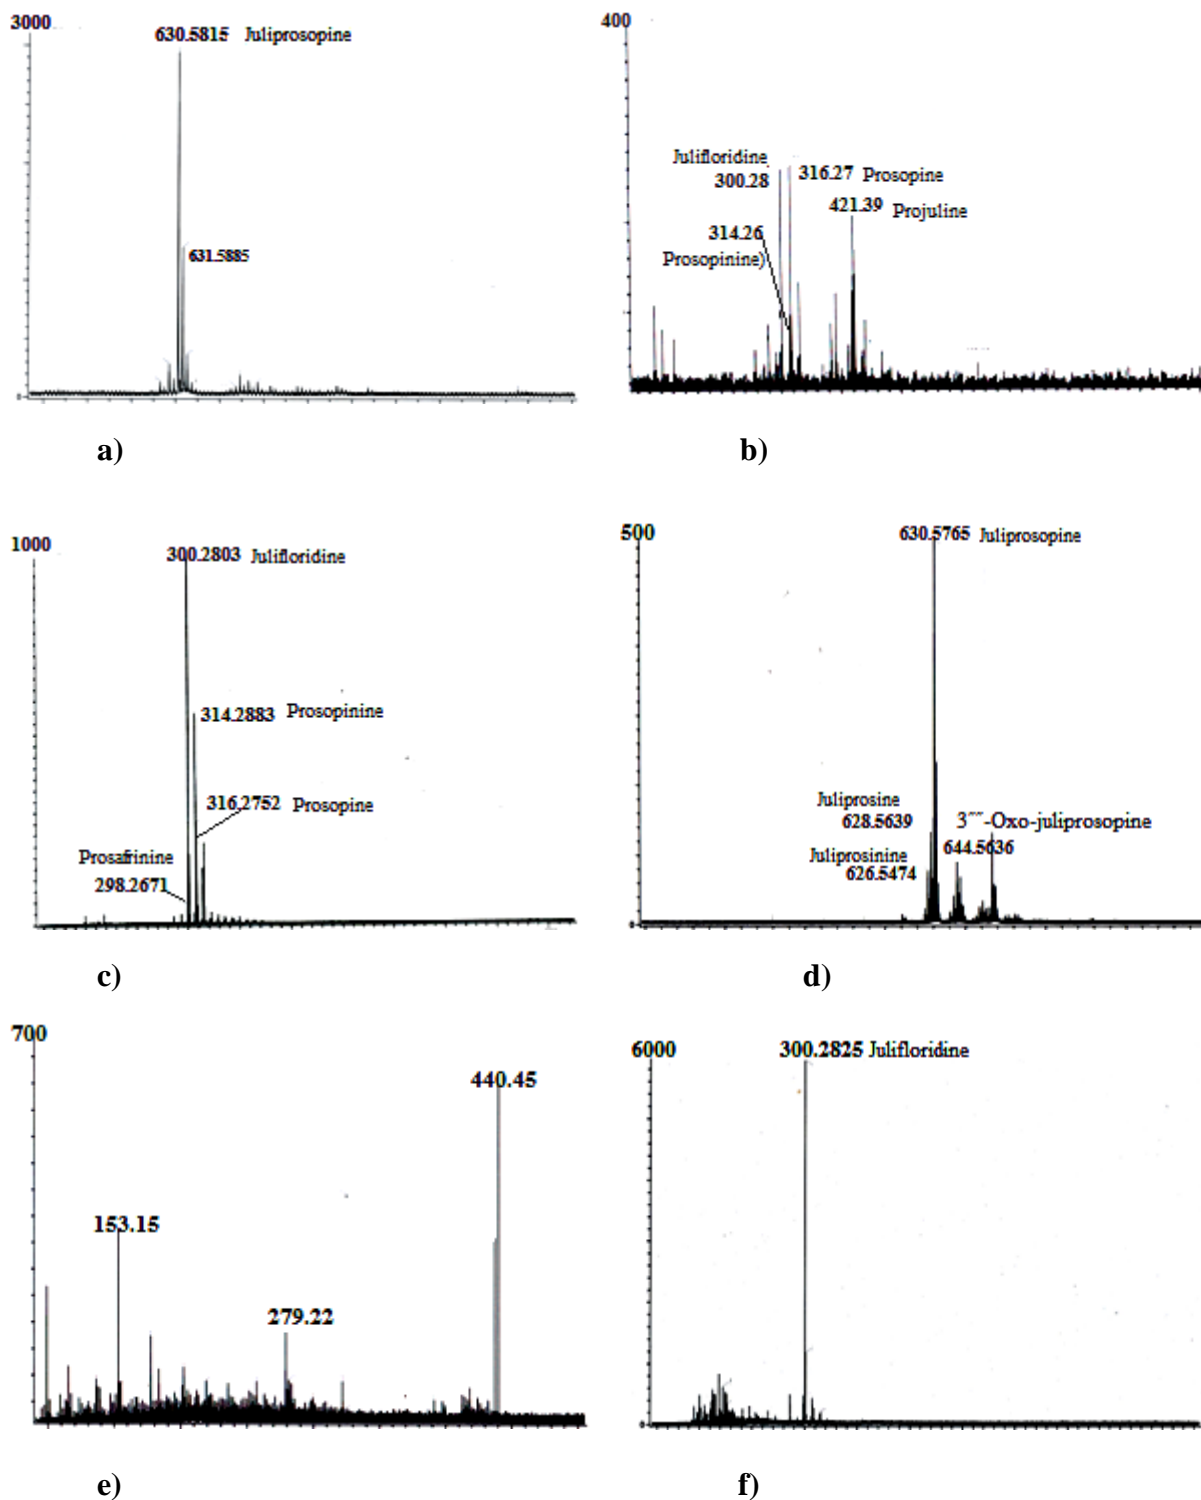 3000
630.5815 Juliprosopine
631.5885
a)
400
Julifloridine
300.28
316.27 Prosopine
421.39 Projuline
314.26
Prosopinine)
b)
1000
300.2803 Julifloridine
314.2883 Prosopinine
316.2752 Prosopine
Prosafrinine
298.2671
c)
500
630.5765 Juliprosopine
Juliprosine
628.5639
3''''-Oxo-juliprosopine
644.5636
Juliprosinine
626.5474
d)
700
440.45
153.15
279.22
e)
6000
300.2825 Julifloridine
f)